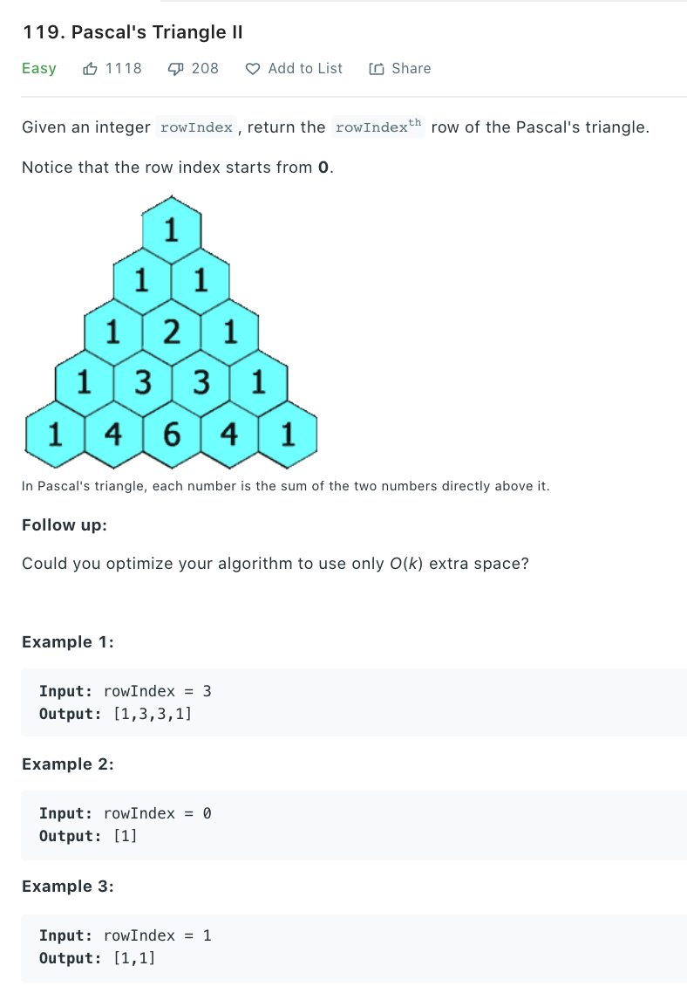 119. Pascal's Triangle II
Easy 1118 208 Add to List Share
Given an integer rowIndex, return the rowIndexth row of the Pascal's triangle.
Notice that the row index starts from 0.
1
1 1
1 2 1
1 3 3 1
1 4 6 4 1
In Pascal's triangle, each number is the sum of the two numbers directly above it.
Follow up:
Could you optimize your algorithm to use only O(k) extra space?
Example 1:
Input: rowIndex = 3
Output: [1,3,3,1]
Example 2:
Input: rowIndex = 0
Output: [1]
Example 3:
Input: rowIndex = 1
Output: [1,1]